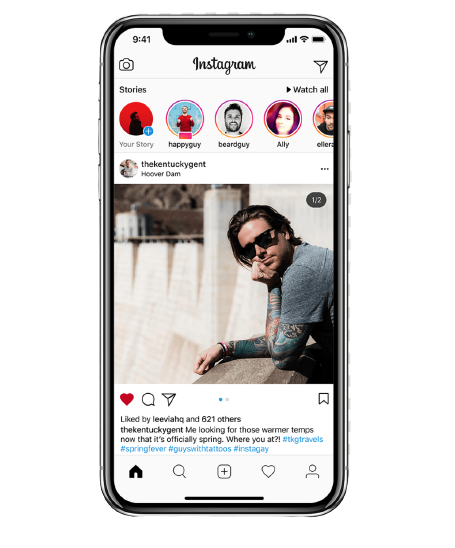 9:41
Instagram
Stories
Watch all
Your Story happyguy beardguy Ally ellera
thekentuckygent
Hoover Dam
1/2
Liked by leeviahq and 621 others
thekentuckygent Me looking for those warmer temps
now that it's officially spring. Where you at?! #tkgtravels
#springfever #guyswithtattoos #instagay